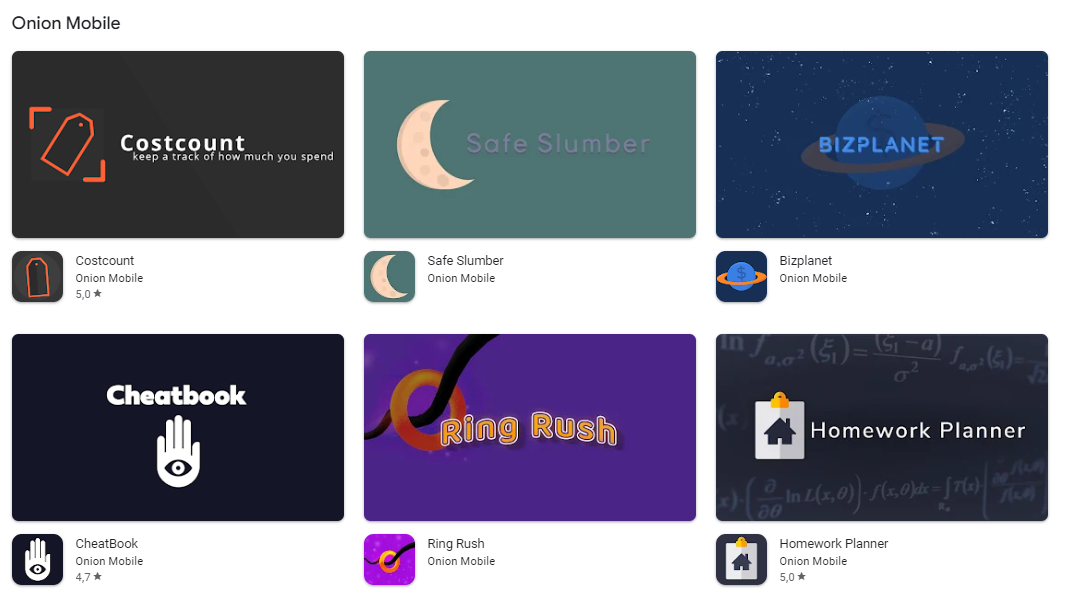 Onion Mobile
Costcount
keep a track of how much you spend
Safe Slumber
BIZPLANET
Costcount
Onion Mobile
5,0 ★
Safe Slumber
Onion Mobile
Bizplanet
Onion Mobile
Cheatbook
Ring Rush
Homework Planner
CheatBook
Onion Mobile
4,7 ★
Ring Rush
Onion Mobile
Homework Planner
Onion Mobile
5,0 ★